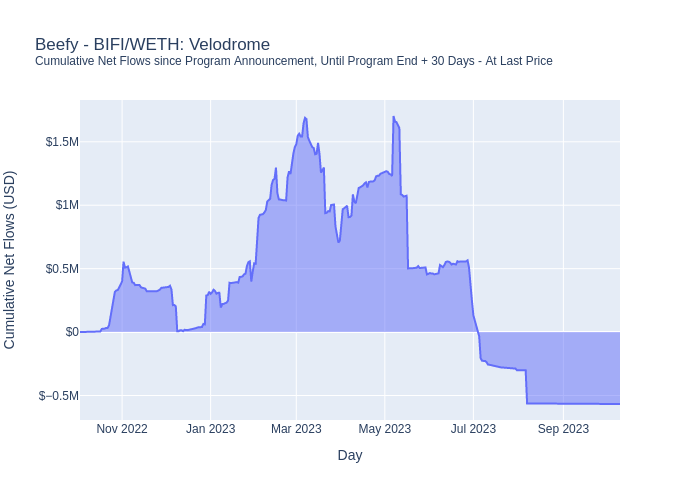 Beefy - BIFI/WETH: Velodrome
Cumulative Net Flows since Program Announcement, Until Program End + 30 Days - At Last Price
Cumulative Net Flows (USD)
$1.5M
$1M
$0.5M
$0
$−0.5M
Nov 2022 Jan 2023 Mar 2023 May 2023 Jul 2023 Sep 2023
Day